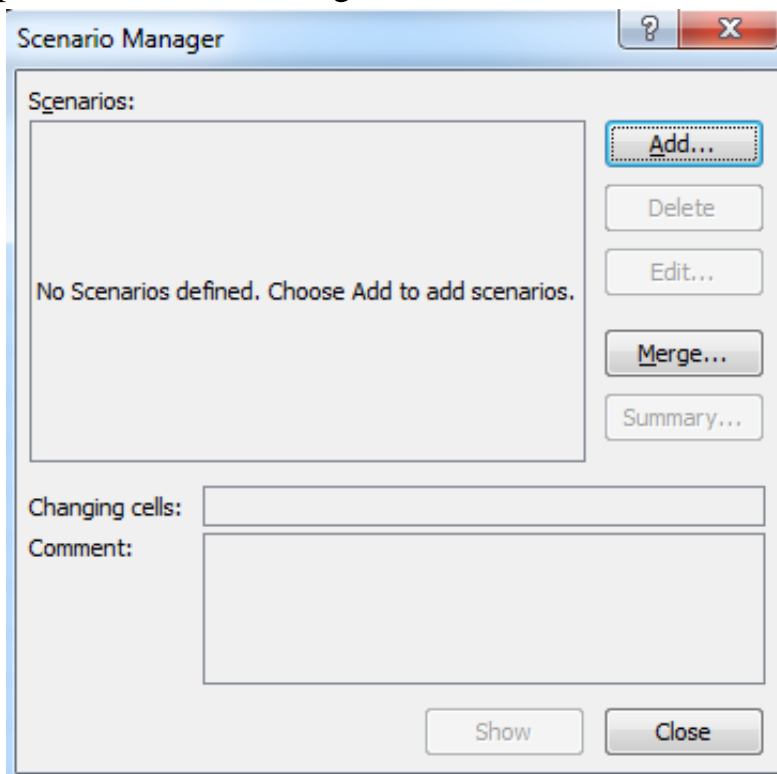 Scenario Manager
Scenarios:
Add...
Delete
No Scenarios defined. Choose Add to add scenarios.
Edit...
Merge...
Summary...
Changing cells:
Comment:
Show
Close